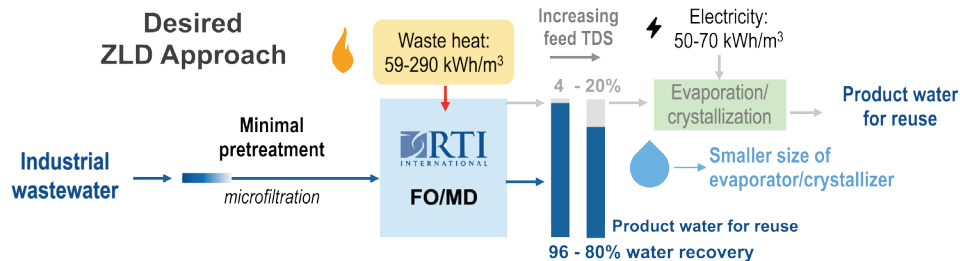 Desired
ZLD Approach
Waste heat:
59-290 kWh/m³
Increasing
feed TDS
Electricity:
50-70 kWh/m³
4 - 20%
Evaporation/
crystallization
Product water
for reuse
Minimal
pretreatment
Industrial
wastewater
microfiltration
RTI
INTERNATIONAL
FO/MD
Smaller size of
evaporator/crystallizer
Product water for reuse
96 - 80% water recovery